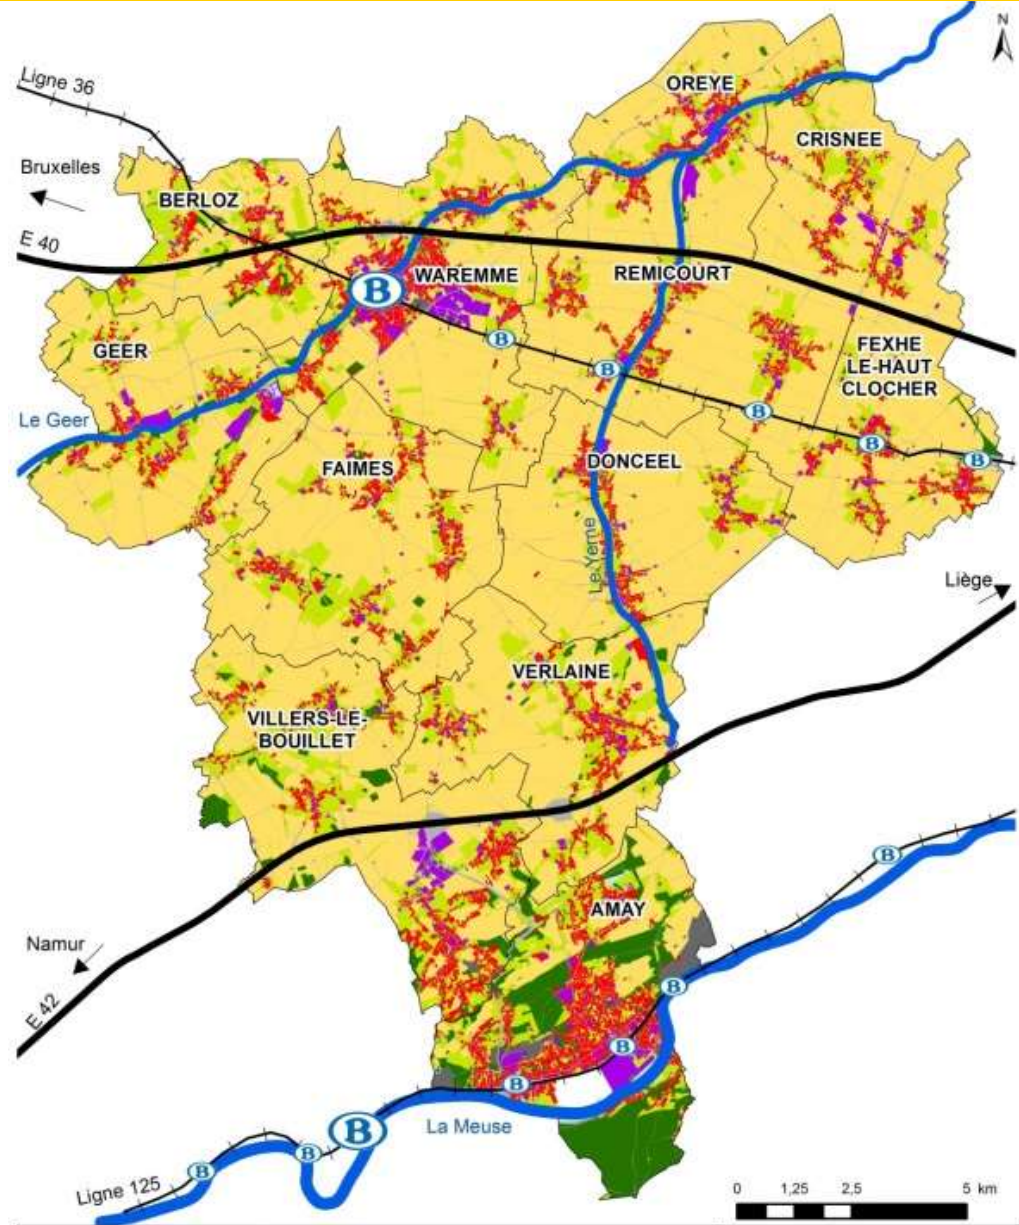 N
Ligne 36
OREYE
CRISNEE
Bruxelles
BERLOZ
E 40
WAREMME
REMICOURT
B
B
GEER
FEXHE
LE-HAUT
CLOCHER
B
B
Le Geer
B
B
FAIMES
DONCEEL
Le Yerne
Liège
VERLAINE
VILLERS-LE-
BOUILLET
B
AMAY
Namur
B
E 42
B
B
La Meuse
B
B
B
Ligne 125
0 1,25 2,5 5 km